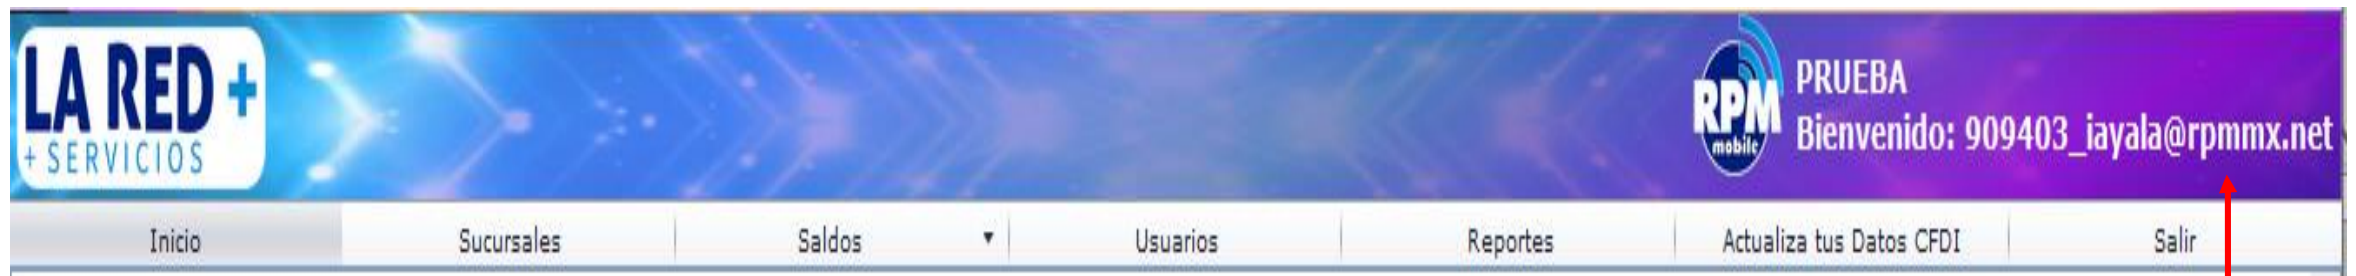 LA RED +
+ SERVICIOS
RPM
mobile
PRUEBA
Bienvenido: 909403_iayala@rpmmx.net
Inicio
Sucursales
Saldos
Usuarios
Reportes
Actualiza tus Datos CFDI
Salir